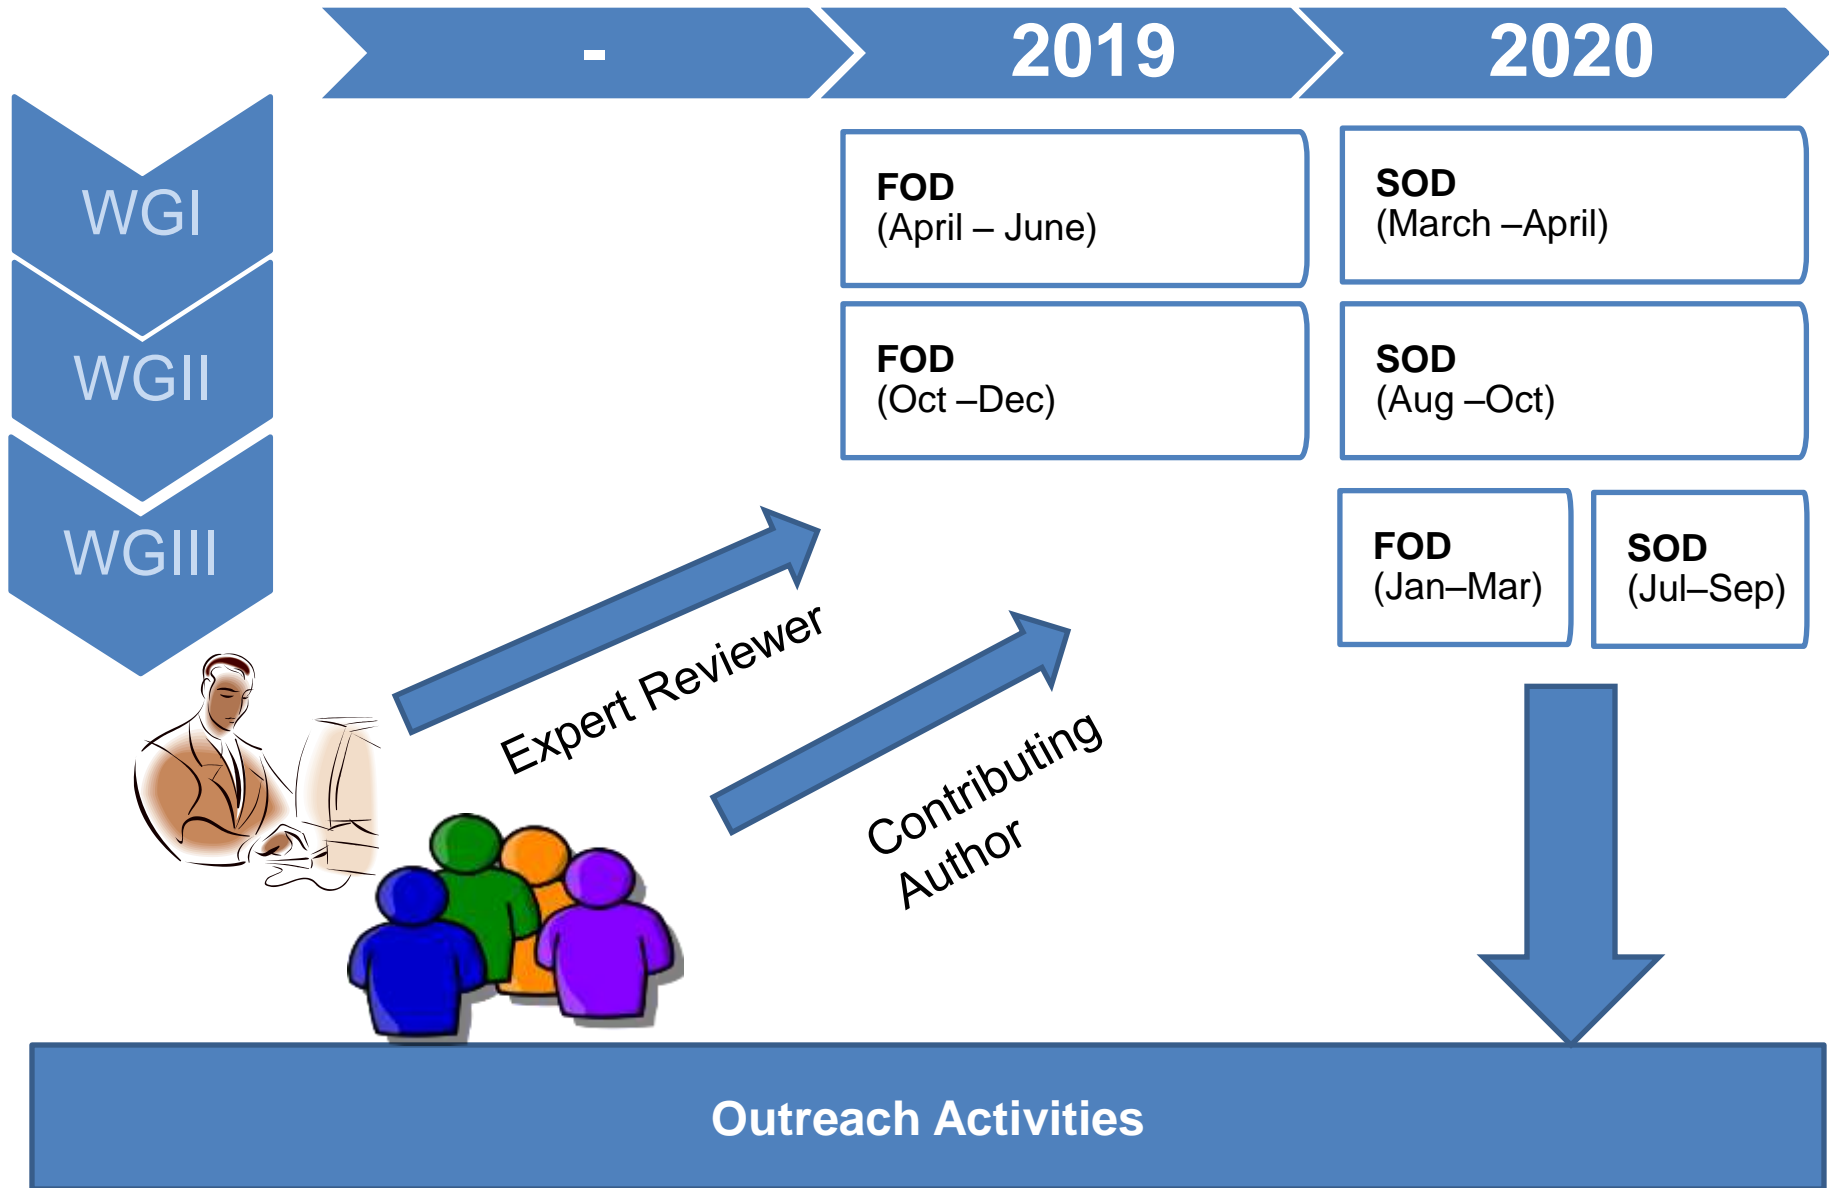 -
2019
2020
WGI
FOD
(April – June)
SOD
(March –April)
WGII
FOD
(Oct –Dec)
SOD
(Aug –Oct)
WGIII
FOD
(Jan–Mar)
SOD
(Jul–Sep)
Expert Reviewer
Contributing
Author
Outreach Activities